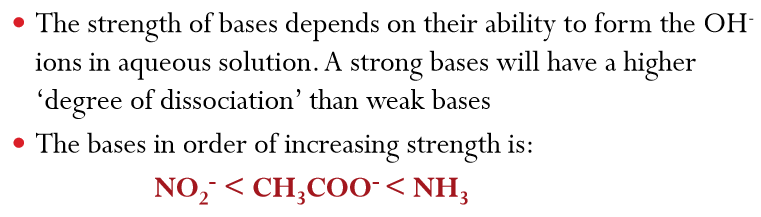 • The strength of bases depends on their ability to form the OH⁻
ions in aqueous solution. A strong bases will have a higher
‘degree of dissociation’ than weak bases
• The bases in order of increasing strength is:
NO₂⁻ < CH₃COO⁻ < NH₃